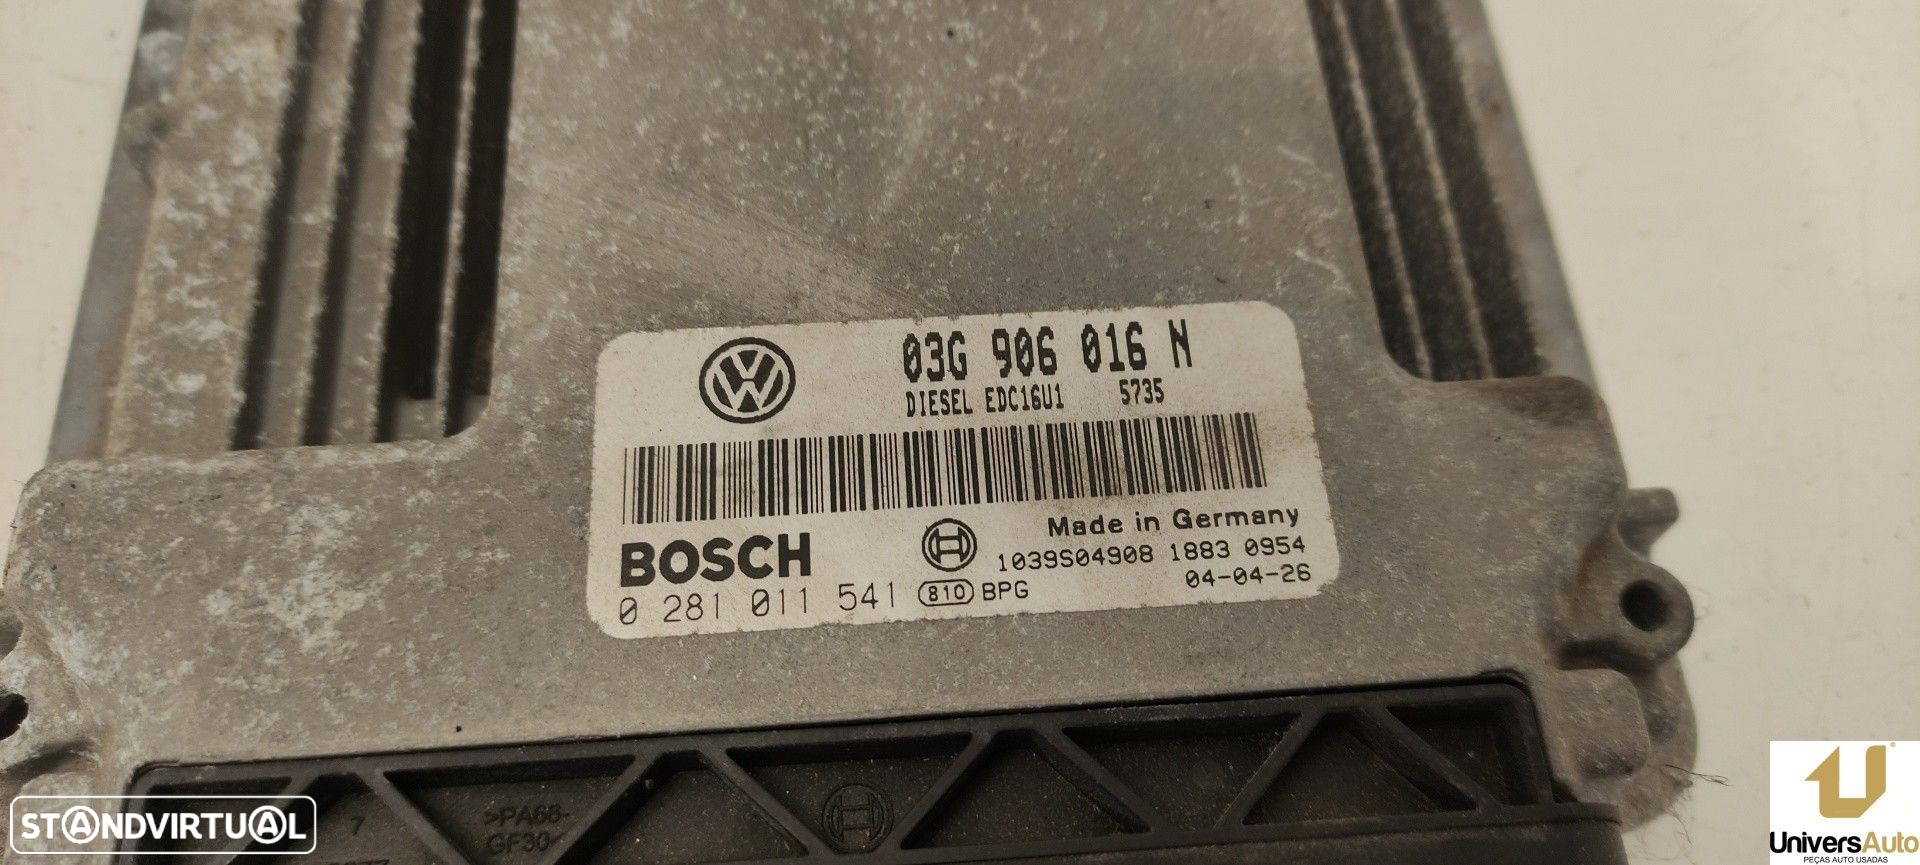 03G 906 016 N
DIESEL EDC16U1 5735
Made in Germany
BOSCH
1039S04908 1883 0954
04-04-26
0 281 011 541 810 BPG
>PA66-
GF30<
7
STANDVIRTUAL
UniversAuto
PEÇAS AUTO USADAS